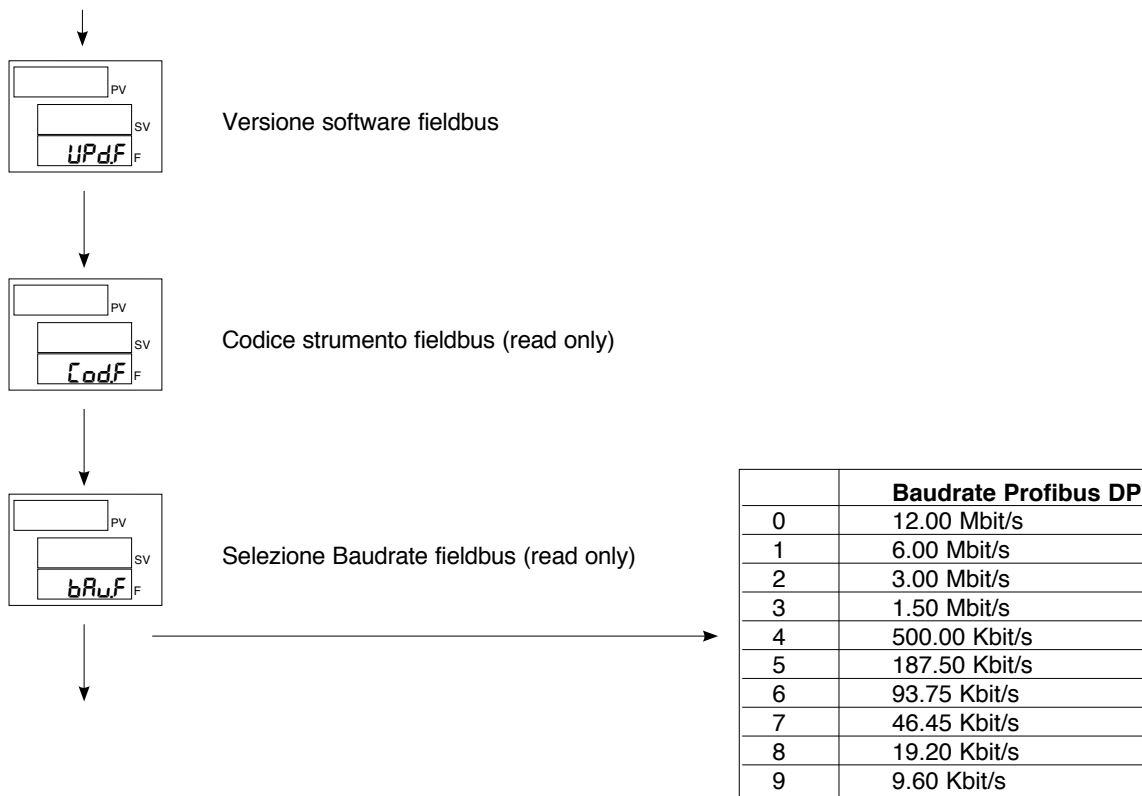 PV
SV
UPd.F F
Versione software fieldbus
PV
SV
Cod.F F
Codice strumento fieldbus (read only)
PV
SV
bAu.F F
Selezione Baudrate fieldbus (read only)
Baudrate Profibus DP
0 12.00 Mbit/s
1 6.00 Mbit/s
2 3.00 Mbit/s
3 1.50 Mbit/s
4 500.00 Kbit/s
5 187.50 Kbit/s
6 93.75 Kbit/s
7 46.45 Kbit/s
8 19.20 Kbit/s
9 9.60 Kbit/s